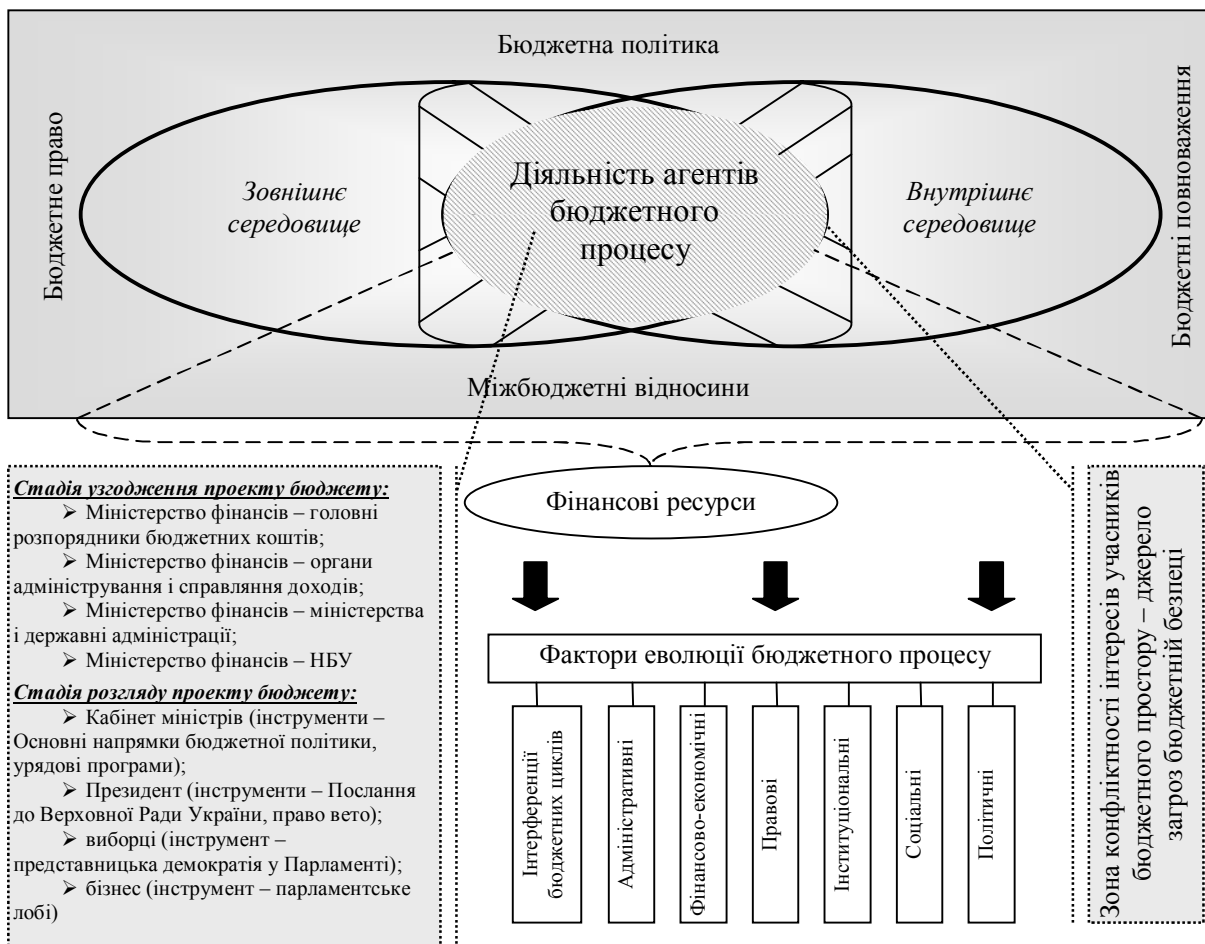 Бюджетна політика
Бюджетне право
Зовнішнє
середовище
Діяльність агентів
бюджетного
процесу
Внутрішнє
середовище
Бюджетні повноваження
Міжбюджетні відносини
Стадія узгодження проекту бюджету:
➢ Міністерство фінансів – головні
розпорядники бюджетних коштів;
➢ Міністерство фінансів – органи
адміністрування і справляння доходів;
➢ Міністерство фінансів – міністерства
і державні адміністрації;
➢ Міністерство фінансів – НБУ
Стадія розгляду проекту бюджету:
➢ Кабінет міністрів (інструменти –
Основні напрямки бюджетної політики,
урядові програми);
➢ Президент (інструменти – Послання
до Верховної Ради України, право вето);
➢ виборці (інструмент –
представницька демократія у Парламенті);
➢ бізнес (інструмент – парламентське
лобі)
Фінансові ресурси
Фактори еволюції бюджетного процесу
Інтерференції
бюджетних циклів
Адміністративні
Фінансово-економічні
Правові
Інституціональні
Соціальні
Політичні
Зона конфліктності інтересів учасників
бюджетного простору – джерело
загроз бюджетній безпеці